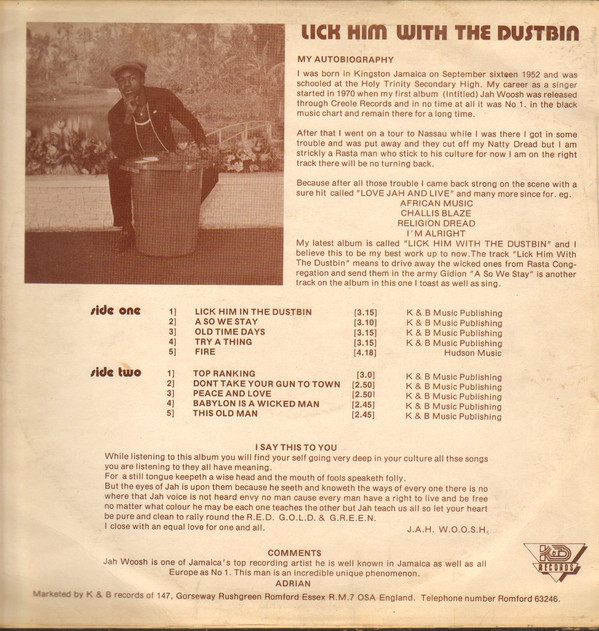 LICK HIM WITH THE DUSTBIN
MY AUTOBIOGRAPHY
I was born in Kingston Jamaica on September sixteen 1952 and was
schooled at the Holy Trinity Secondary High. My career as a singer
started in 1970 when my first album (Intitled) Jah Woosh was released
through Creole Records and in no time at all it was No 1. in the black
music chart and remain there for a long time.
After that I went on a tour to Nassau while I was there I got in some
trouble and was put away and they cut off my Natty Dread but I am
strickly a Rasta man who stick to his culture for now I am on the right
track there will be no turning back.
Because after all those trouble I came back strong on the scene with a
sure hit called "LOVE JAH AND LIVE" and many more since for. eg.
AFRICAN MUSIC
CHALLIS BLAZE
RELIGION DREAD
I'M ALRIGHT
My latest album is called "LICK HIM WITH THE DUSTBIN" and I
believe this to be my best work up to now.The track "Lick Him With
The Dustbin" means to drive away the wicked ones from Rasta Cong-
regation and send them in the army Gidion "A So We Stay" is another
track on the album in this one I toast as well as sing.
side one 1] LICK HIM IN THE DUSTBIN [3.15] K & B Music Publishing
2] A SO WE STAY [3.10] K & B Music Publishing
3] OLD TIME DAYS [3.15] K & B Music Publishing
4] TRY A THING [3.15] K & B Music Publishing
5] FIRE [4.18] Hudson Music
side two 1] TOP RANKING [3.0] K & B Music Publishing
2] DONT TAKE YOUR GUN TO TOWN [2.50] K & B Music Publishing
3] PEACE AND LOVE [2.50] K & B Music Publishing
4] BABYLON IS A WICKED MAN [2.45] K & B Music Publishing
5] THIS OLD MAN [2.45] K & B Music Publishing
I SAY THIS TO YOU
While listening to this album you will find your self going very deep in your culture all thse songs
you are listening to they all have meaning.
For a still tongue keepeth a wise head and the mouth of fools speaketh folly.
But the eyes of Jah is upon them because he seeth and knoweth the ways of every one there is no
where that Jah voice is not heard envy no man cause every man have a right to live and be free
no matter what colour he may be each one teaches the other but Jah teach us all so let your heart
be pure and clean to rally round the R.E.D. G.O.L.D. & G.R.E.E.N.
I close with an equal love for one and all. J.A.H. W.O.O.S.H.
COMMENTS
Jah Woosh is one of Jamaica's top recording artist he is well known in Jamaica as well as all
Europe as No 1. This man is an incredible unique phenomenon.
ADRIAN
K&B
RECORDS
Marketed by K & B records of 147, Gorseway Rushgreen Romford Essex R.M.7 OSA England. Telephone number Romford 63246.